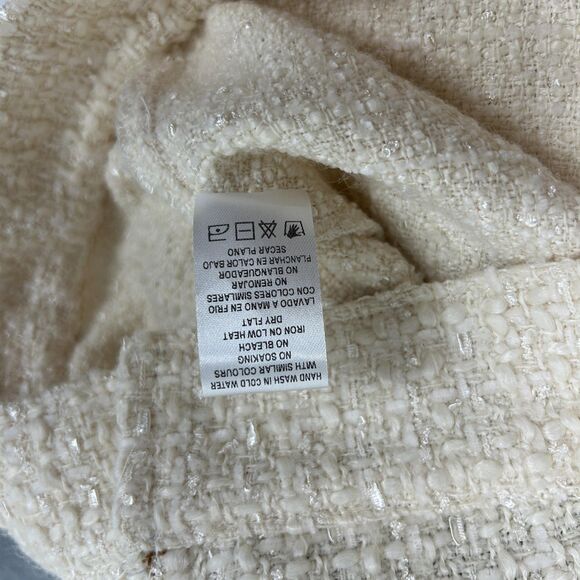 HAND WASH IN COLD WATER
WITH SIMILAR COLOURS
NO SOAKING
NO BLEACH
IRON ON LOW HEAT
DRY FLAT
LAVADO A MANO EN FRIO
CON COLORES SIMILARES
NO REMOJAR
NO BLANQUEADOR
PLANCHAR EN CALOR BAJO
SECAR PLANO